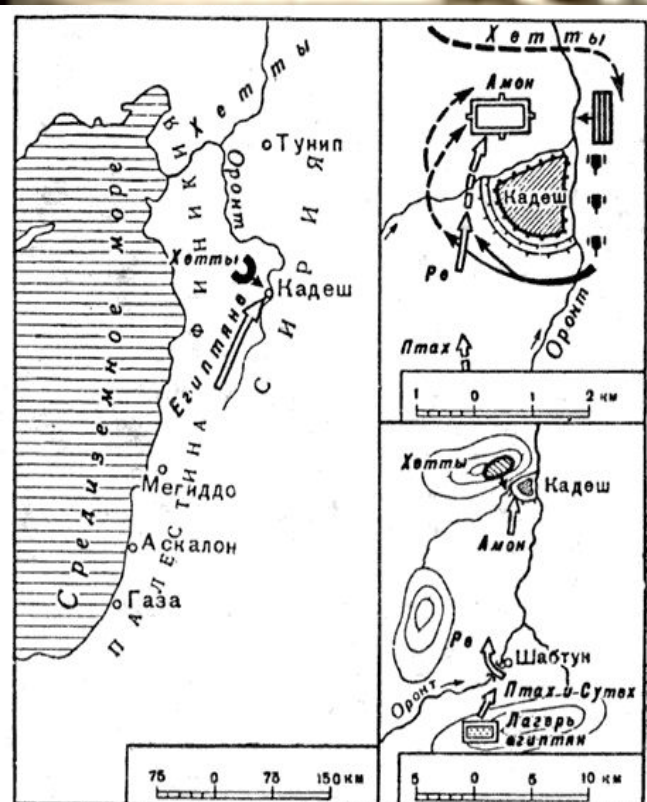 Хетты
Тунип
Оронт
ФИНИКИЯ
СИРИЯ
Средиземное море
Хетты
Кадеш
Египтяне
Мегиддо
ПАЛЕСТИНА
Аскалон
Газа
75 0 75 150 км
Хетты
Амон
Кадеш
Ре
Оронт
Птах
1 0 1 2 км
Хетты
Кадеш
Амон
Ре
Шабтун
Оронт
Птах и Сутех
Лагерь египтян
5 0 5 10 км